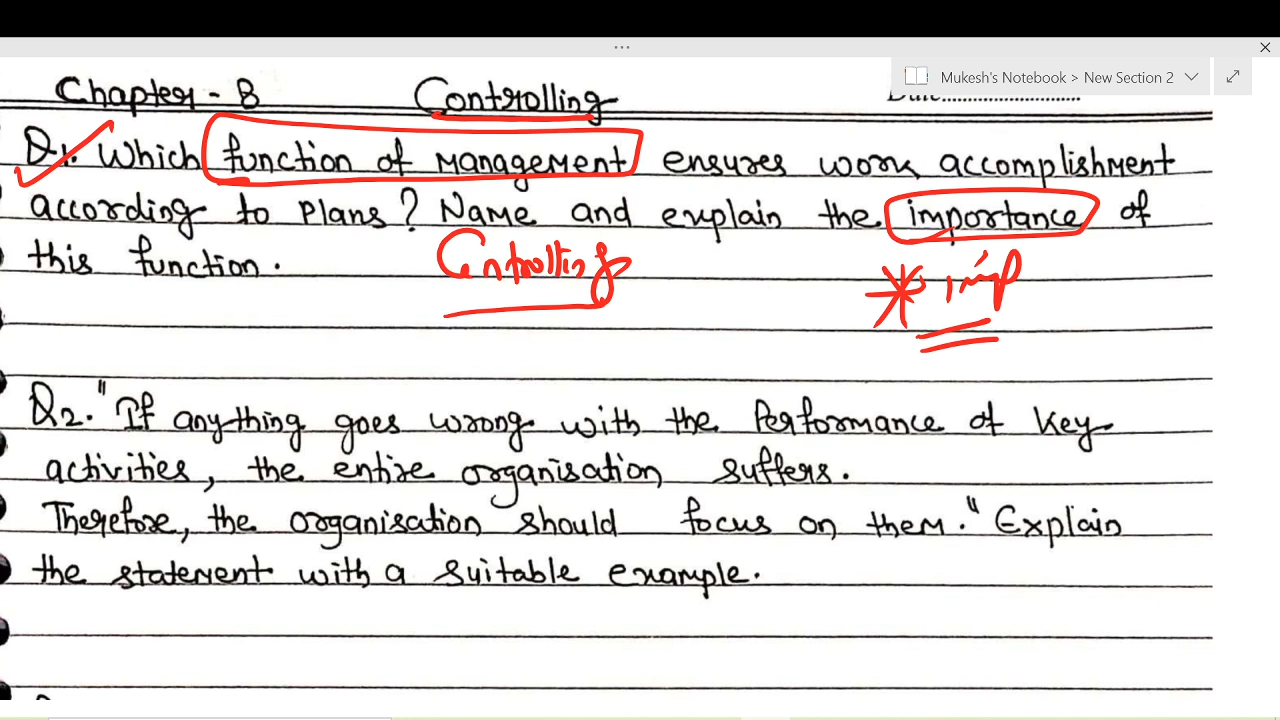 ...
Mukesh's Notebook > New Section 2
Chapter - 8 Controlling
Q1. Which function of management ensures work accomplishment
according to plans? Name and explain the importance of
this function.
Controlling
* imp
Q2. "If anything goes wrong with the performance of key
activities, the entire organisation suffers.
Therefore, the organisation should focus on them." Explain
the statement with a suitable example.